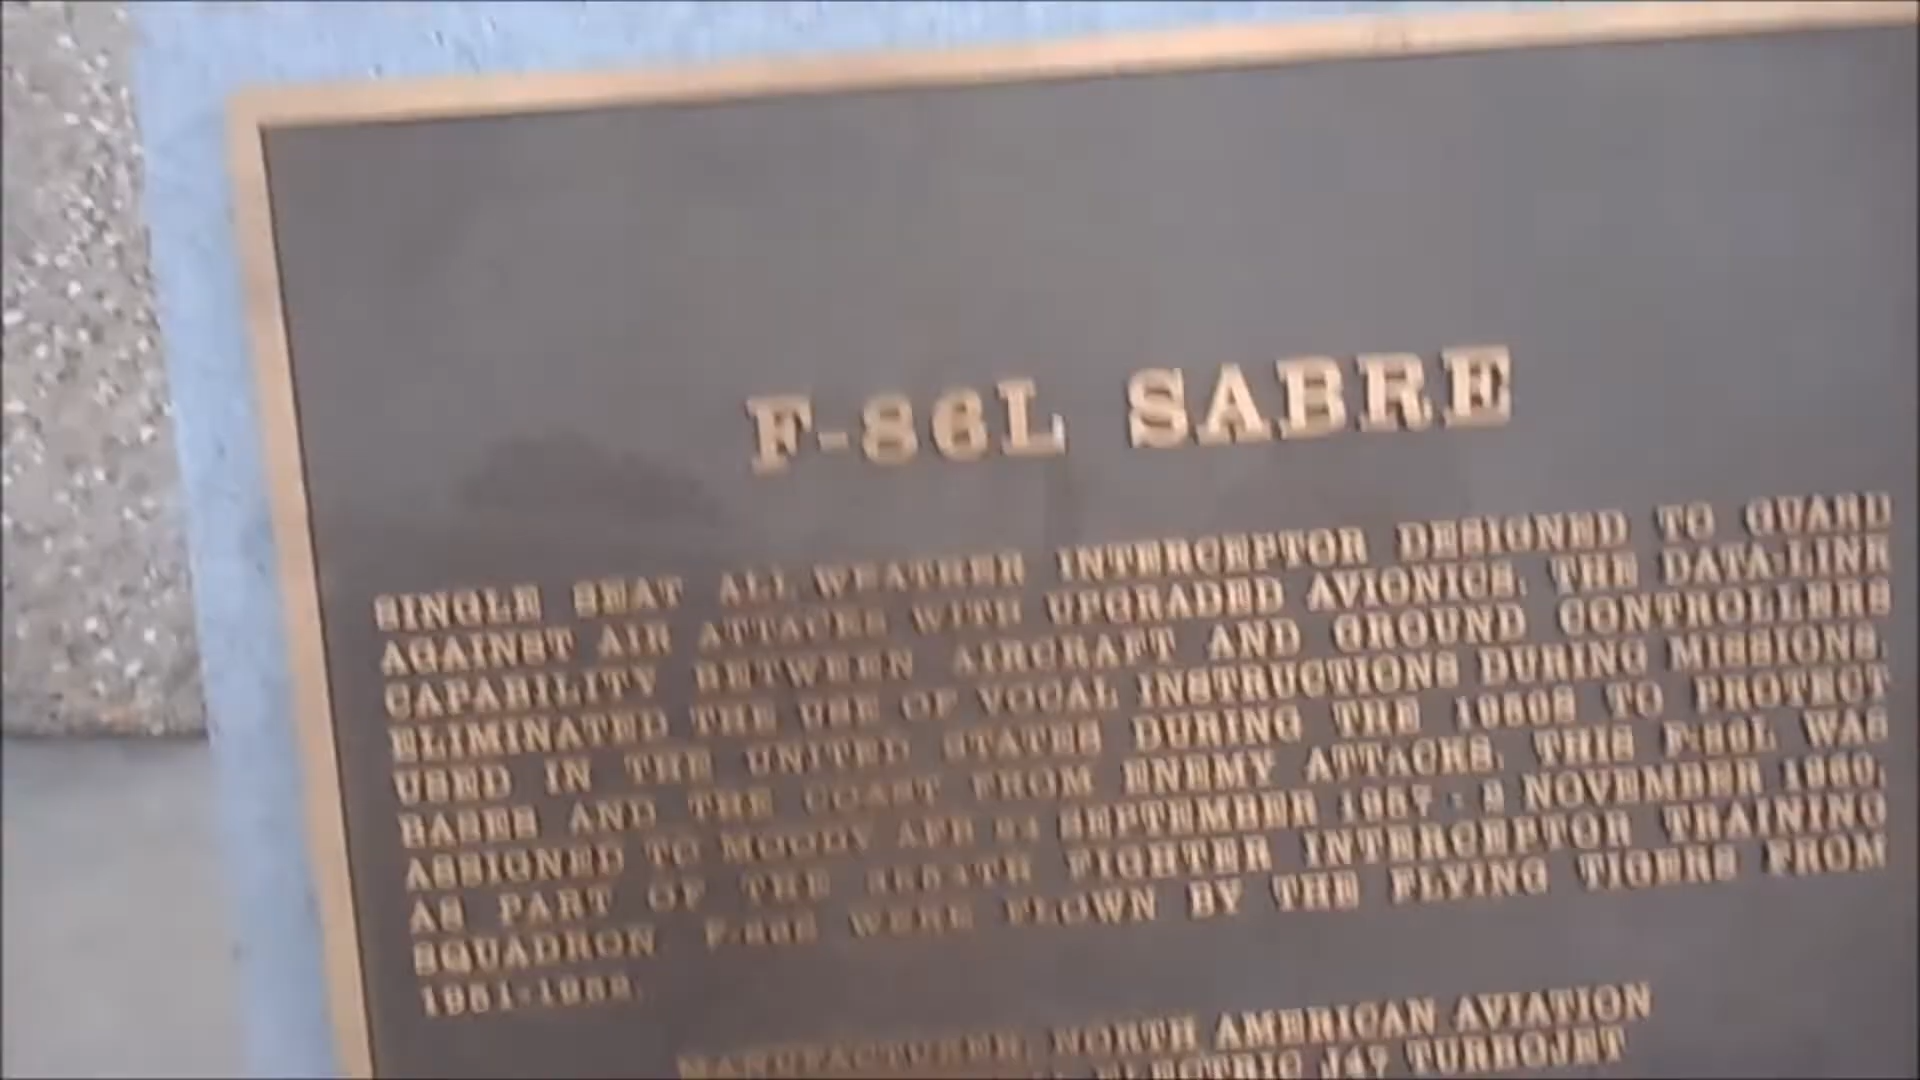 F-86L SABRE
SINGLE SEAT ALL WEATHER INTERCEPTOR DESIGNED TO GUARD
AGAINST AIR ATTACKS WITH UPGRADED AVIONICS. THE DATA-LINK
CAPABILITY BETWEEN AIRCRAFT AND GROUND CONTROLLERS
ELIMINATED THE USE OF VOCAL INSTRUCTIONS DURING MISSIONS.
USED IN THE UNITED STATES DURING THE 1950S TO PROTECT
BASES AND THE COAST FROM ENEMY ATTACKS. THIS F-86L WAS
ASSIGNED TO MOODY AFB SEPTEMBER 1957 - 2 NOVEMBER 1960,
AS PART OF THE FIGHTER INTERCEPTOR TRAINING
SQUADRON WERE FLOWN BY THE FLYING TIGERS FROM
MANUFACTURER: NORTH AMERICAN AVIATION
ELECTRIC J47 TURBOJET